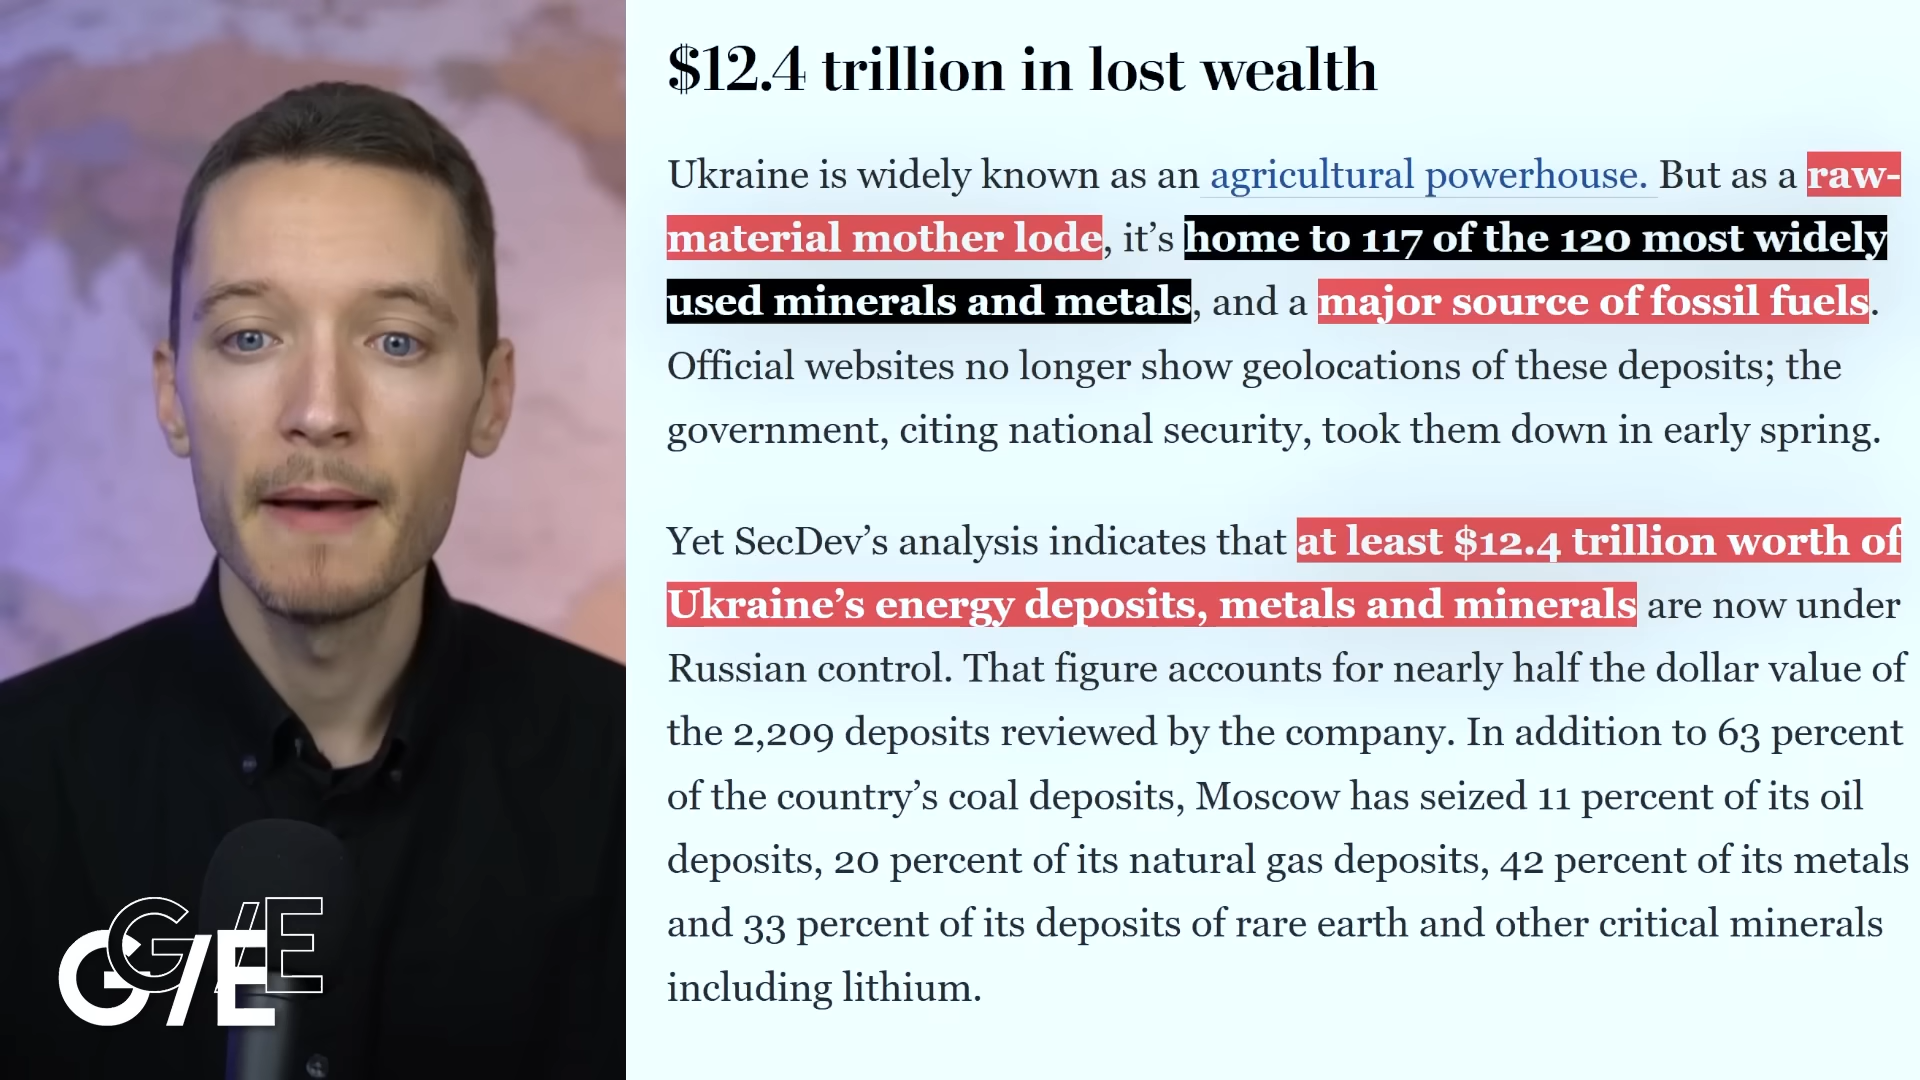 $12.4 trillion in lost wealth
Ukraine is widely known as an agricultural powerhouse. But as a raw-
material mother lode, it’s home to 117 of the 120 most widely
used minerals and metals, and a major source of fossil fuels.
Official websites no longer show geolocations of these deposits; the
government, citing national security, took them down in early spring.
Yet SecDev’s analysis indicates that at least $12.4 trillion worth of
Ukraine’s energy deposits, metals and minerals are now under
Russian control. That figure accounts for nearly half the dollar value of
the 2,209 deposits reviewed by the company. In addition to 63 percent
of the country’s coal deposits, Moscow has seized 11 percent of its oil
deposits, 20 percent of its natural gas deposits, 42 percent of its metals
and 33 percent of its deposits of rare earth and other critical minerals
including lithium.
G/E
G/E